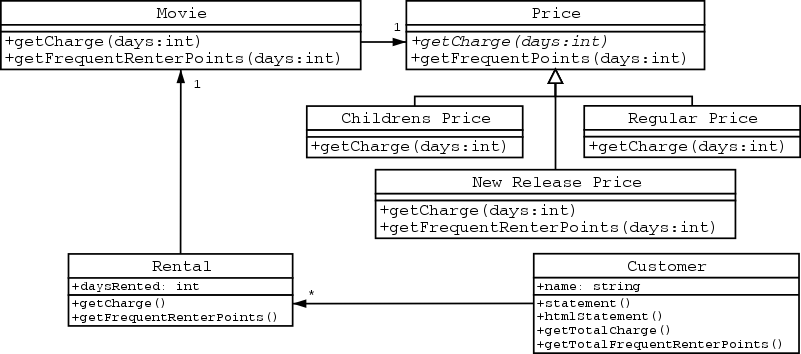 Movie
+getCharge(days:int)
+getFrequentRenterPoints(days:int)
1
Price
+getCharge(days:int)
+getFrequentPoints(days:int)
1
Childrens Price
+getCharge(days:int)
Regular Price
+getCharge(days:int)
New Release Price
+getCharge(days:int)
+getFrequentRenterPoints(days:int)
Rental
+daysRented: int
+getCharge()
+getFrequentRenterPoints()
*
Customer
+name: string
+statement()
+htmlStatement()
+getTotalCharge()
+getTotalFrequentRenterPoints()